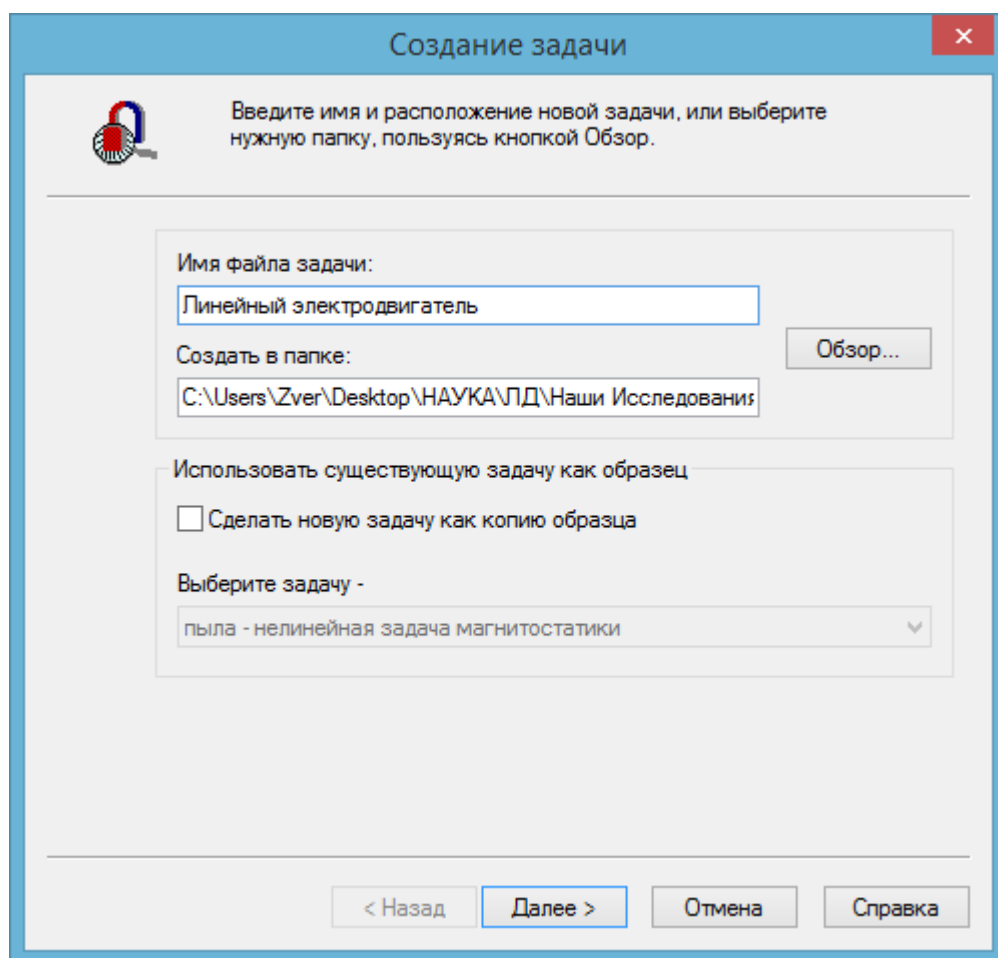 Создание задачи
Введите имя и расположение новой задачи, или выберите
нужную папку, пользуясь кнопкой Обзор.
Имя файла задачи:
Линейный электродвигатель
Обзор...
Создать в папке:
C:\Users\Zver\Desktop\НАУКА\ЛД\Наши Исследования
Использовать существующую задачу как образец
Сделать новую задачу как копию образца
Выберите задачу -
пыла - нелинейная задача магнитостатики
< Назад
Далее >
Отмена
Справка